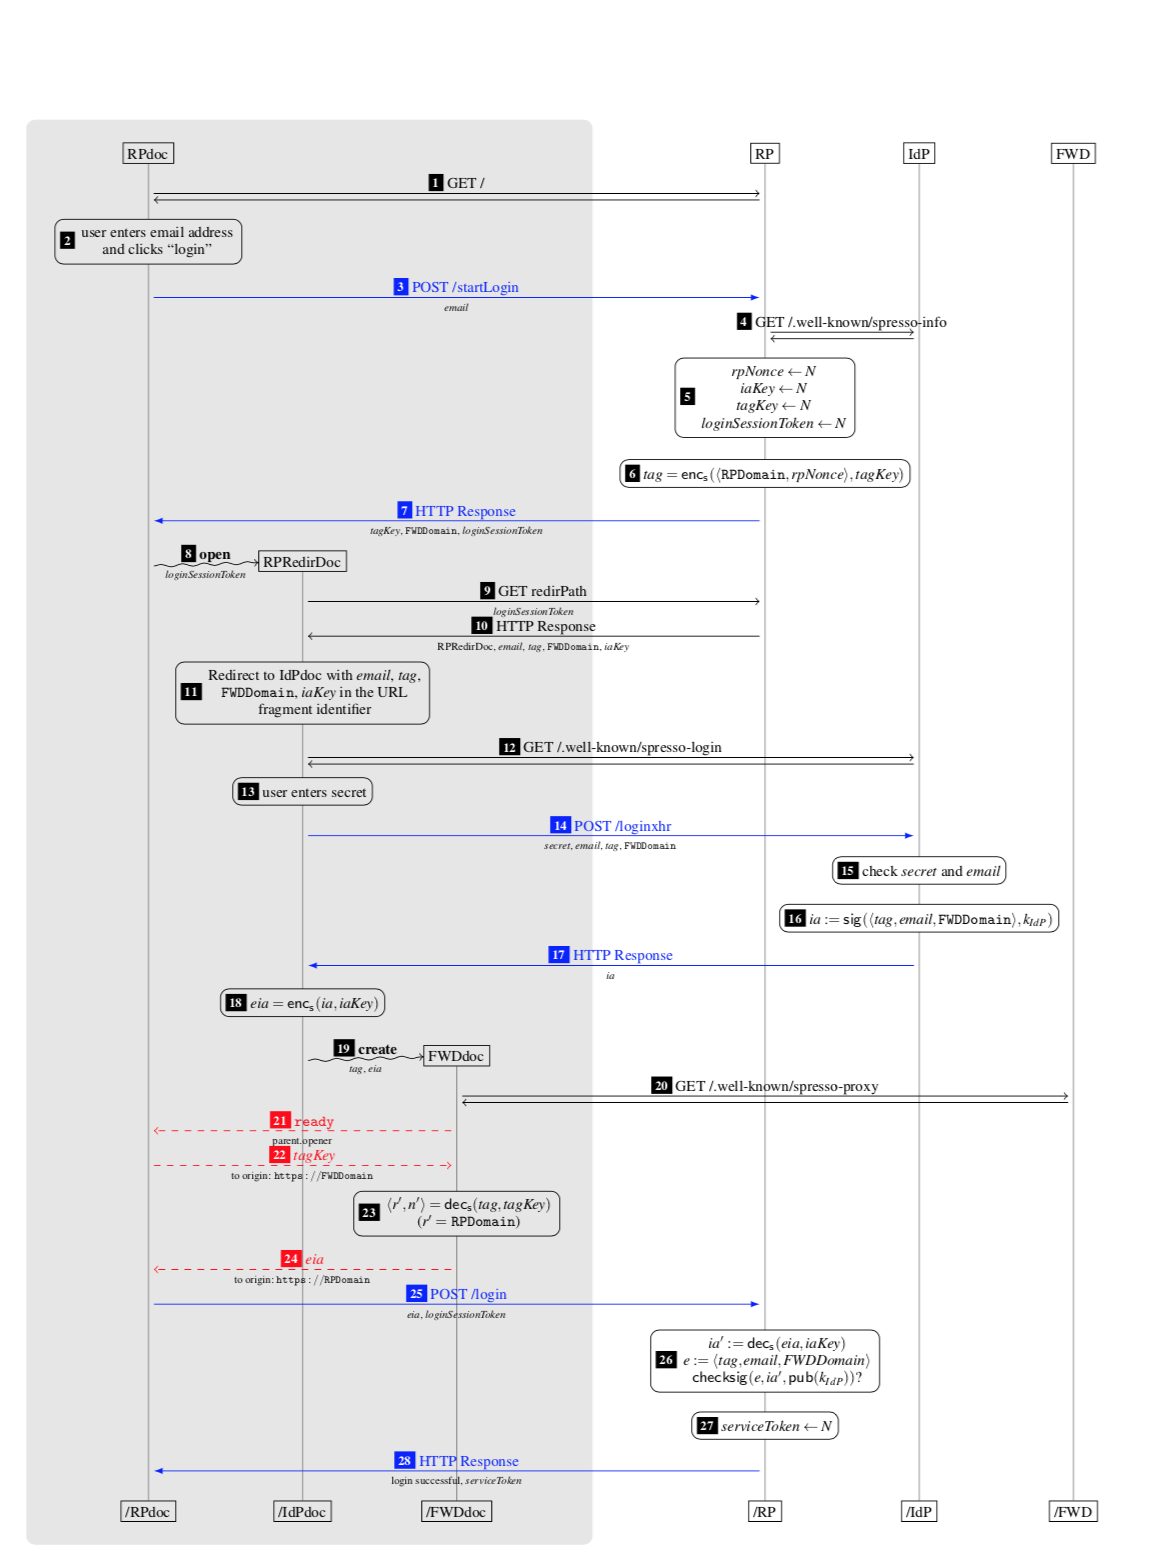 RPdoc RP IdP FWD
1 GET /
2 user enters email address
and clicks “login”
3 POST /startLogin
email
4 GET /.well-known/spresso-info
rpNonce ← N
iaKey ← N
5
tagKey ← N
loginSessionToken ← N
6 tag = encₛ(⟨RPDomain, rpNonce⟩, tagKey)
7 HTTP Response
tagKey, FWDDomain, loginSessionToken
8 open RPRedirDoc
loginSessionToken
9 GET redirPath
loginSessionToken
10 HTTP Response
RPRedirDoc, email, tag, FWDDomain, iaKey
Redirect to IdPdoc with email, tag,
11 FWDDomain, iaKey in the URL
fragment identifier
12 GET /.well-known/spresso-login
13 user enters secret
14 POST /loginxhr
secret, email, tag, FWDDomain
15 check secret and email
16 ia := sig(⟨tag, email, FWDDomain⟩, k_IdP)
17 HTTP Response
ia
18 eia = encₛ(ia, iaKey)
19 create FWDdoc
tag, eia
20 GET /.well-known/spresso-proxy
21 ready
parent.opener
22 tagKey
to origin: https://FWDDomain
23 ⟨r′, n′⟩ = decₛ(tag, tagKey)
(r′ = RPDomain)
24 eia
to origin: https://RPDomain
25 POST /login
eia, loginSessionToken
ia′ := decₛ(eia, iaKey)
26 e := ⟨tag, email, FWDDomain⟩
checksig(e, ia′, pub(k_IdP))?
27 serviceToken ← N
28 HTTP Response
login successful, serviceToken
/RPdoc /IdPdoc /FWDdoc /RP /IdP /FWD